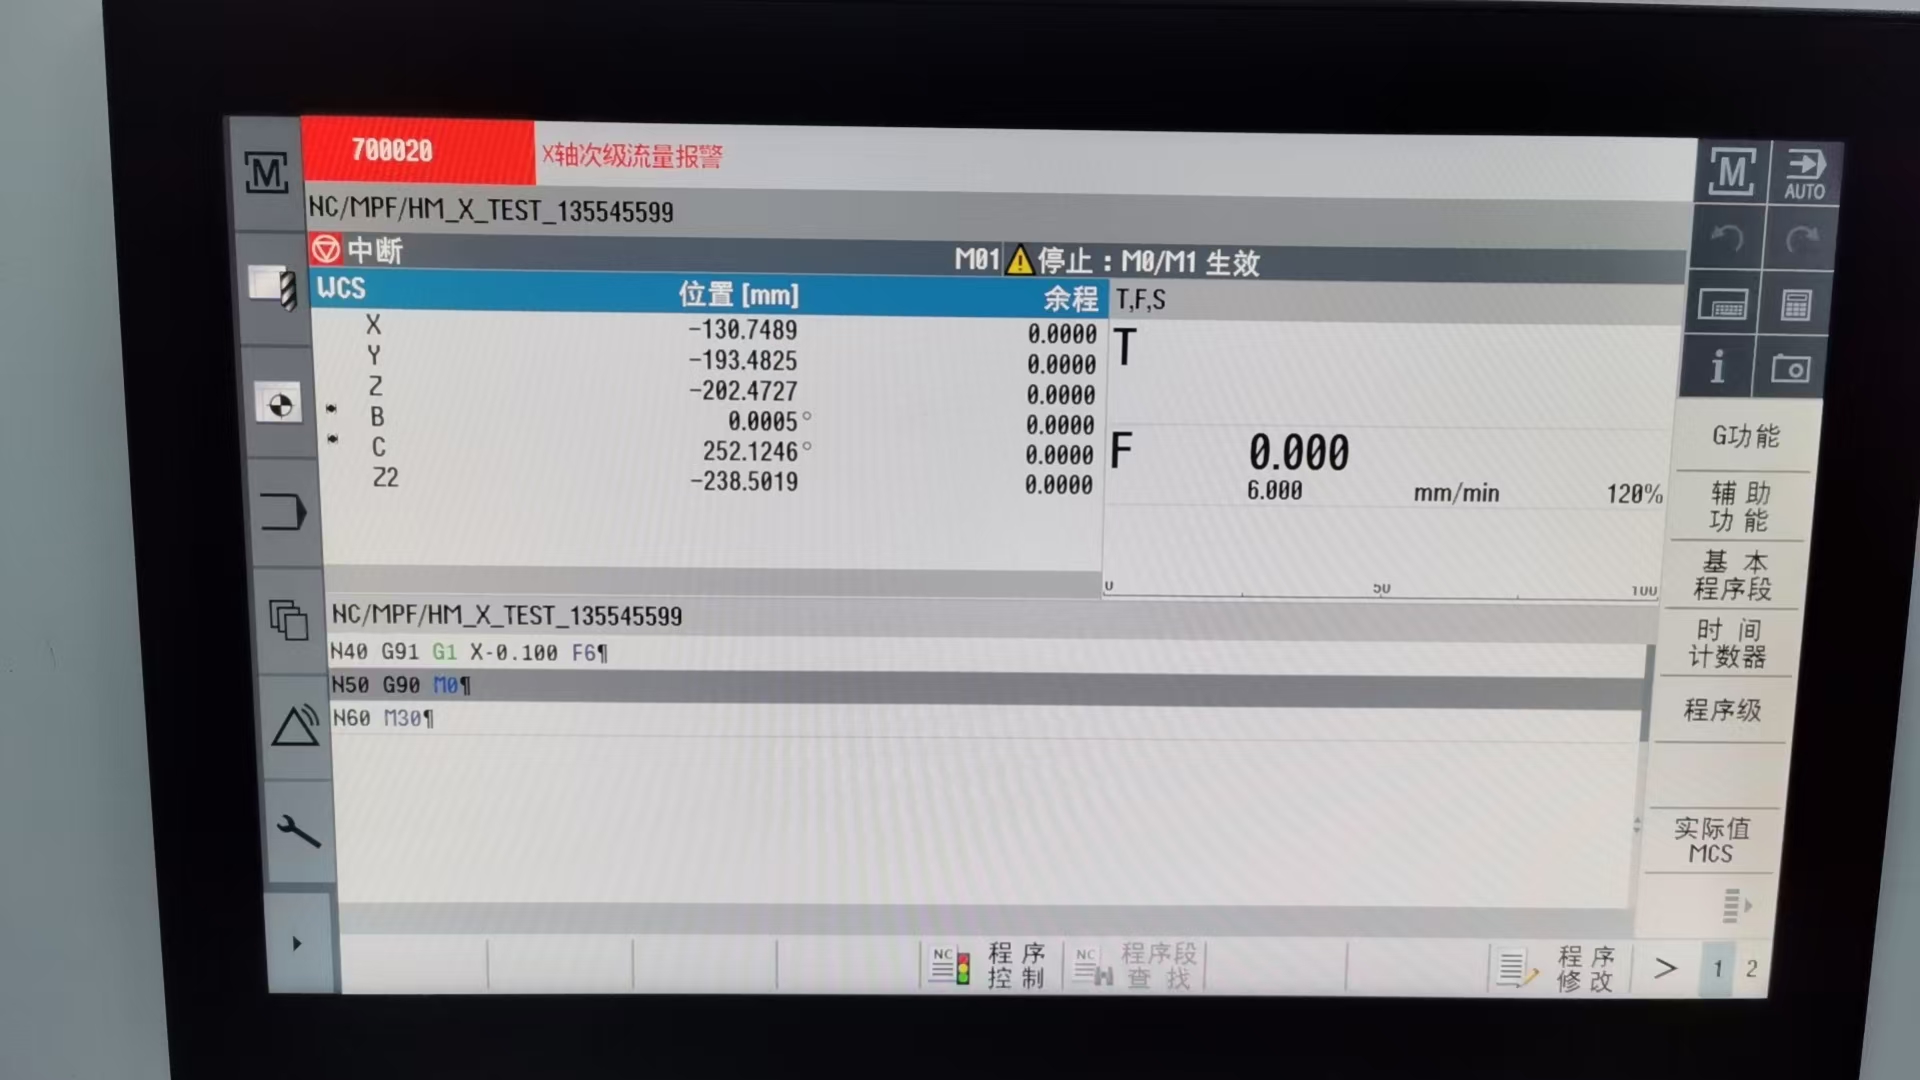 700020 X轴次级流量报警
M AUTO
NC/MPF/HM_X_TEST_135545599
中断 M01 停止：M0/M1 生效
WCS 位置 [mm] 余程 T,F,S
X -130.7489 0.0000 T
Y -193.4825 0.0000
Z -202.4727 0.0000
B 0.0005° 0.0000
C 252.1246° 0.0000 F 0.000
Z2 -238.5019 0.0000 6.000 mm/min 120%
0 50 100
NC/MPF/HM_X_TEST_135545599
N40 G91 G1 X-0.100 F6¶
N50 G90 M0¶
N60 M30¶
M
i
G功能
辅助
功能
基本
程序段
时间
计数器
程序级
实际值
MCS
NC 程序
控制
NC 程序段
查找
程序
修改
> 1 2